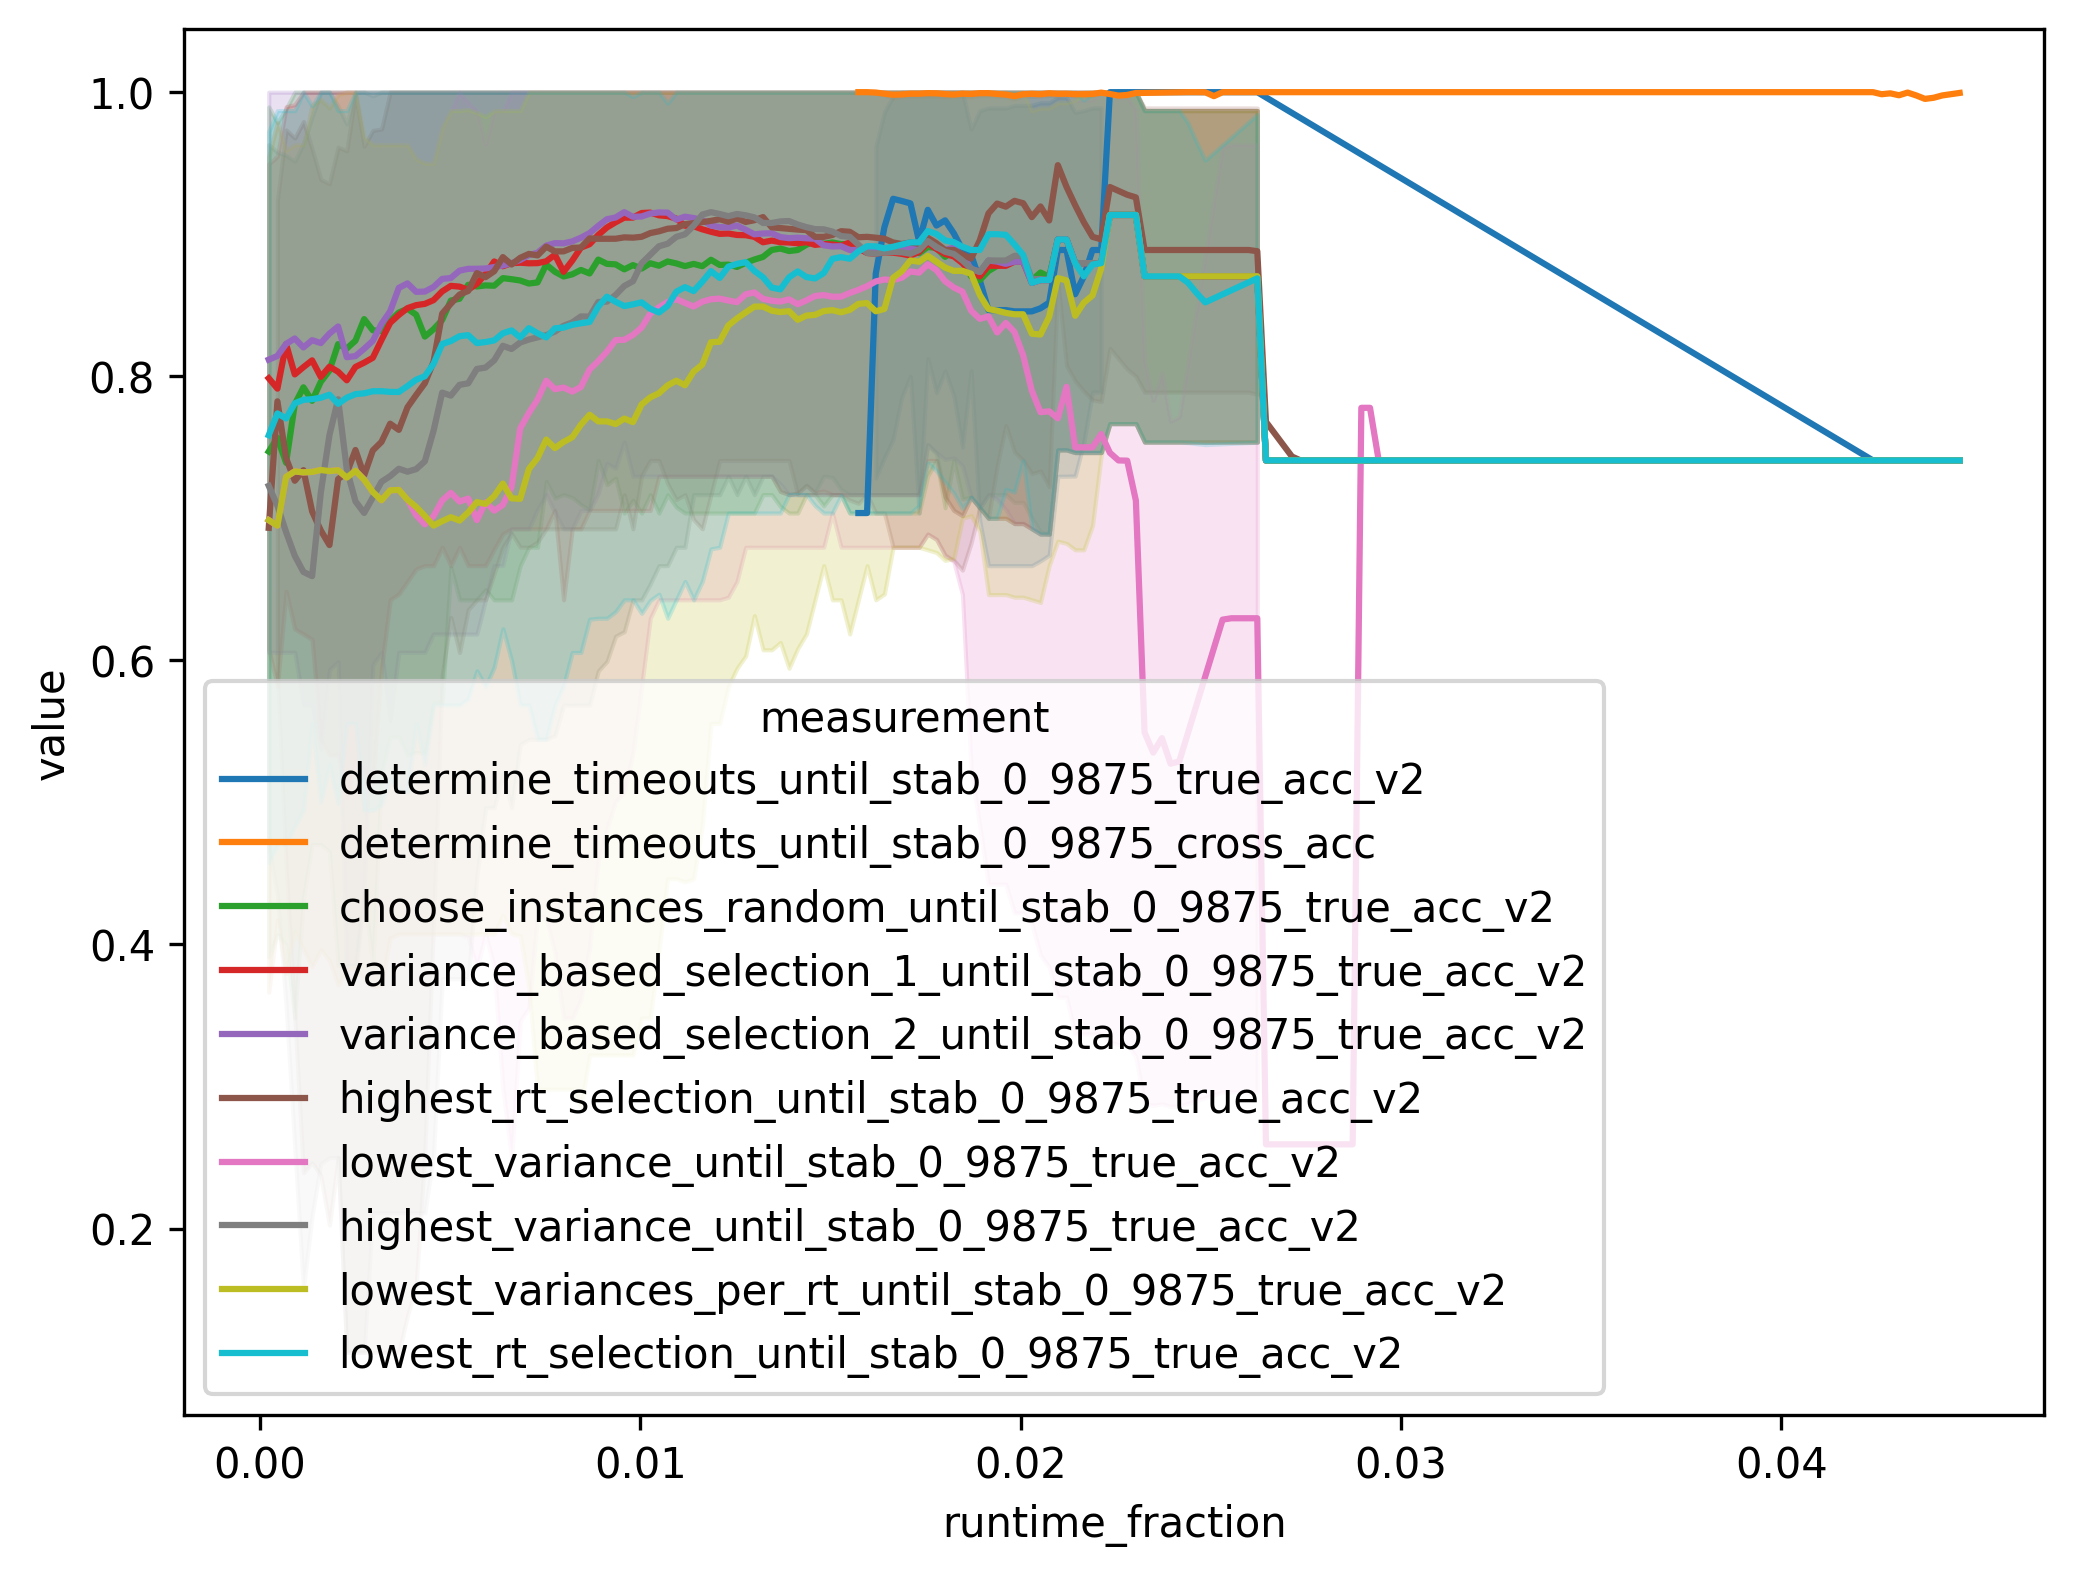 1.0
0.8
0.6
0.4
0.2
value
measurement
determine_timeouts_until_stab_0_9875_true_acc_v2
determine_timeouts_until_stab_0_9875_cross_acc
choose_instances_random_until_stab_0_9875_true_acc_v2
variance_based_selection_1_until_stab_0_9875_true_acc_v2
variance_based_selection_2_until_stab_0_9875_true_acc_v2
highest_rt_selection_until_stab_0_9875_true_acc_v2
lowest_variance_until_stab_0_9875_true_acc_v2
highest_variance_until_stab_0_9875_true_acc_v2
lowest_variances_per_rt_until_stab_0_9875_true_acc_v2
lowest_rt_selection_until_stab_0_9875_true_acc_v2
0.00 0.01 0.02 0.03 0.04
runtime_fraction